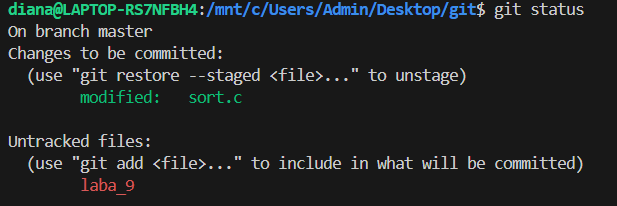 diana@LAPTOP-RS7NFBH4:/mnt/c/Users/Admin/Desktop/git$ git status
On branch master
Changes to be committed:
  (use "git restore --staged <file>..." to unstage)
        modified:   sort.c

Untracked files:
  (use "git add <file>..." to include in what will be committed)
        laba_9